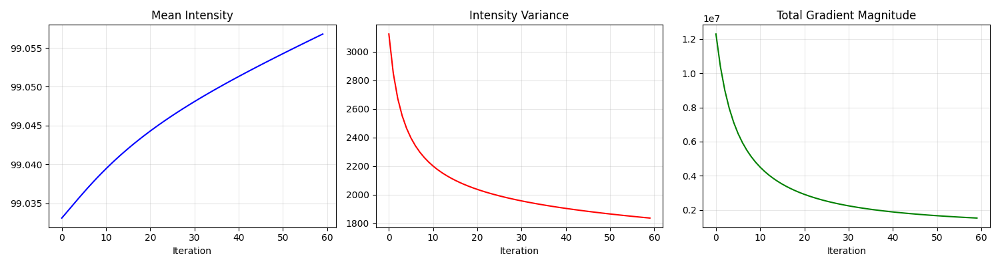 Mean Intensity
99.055
99.050
99.045
99.040
99.035
0 10 20 30 40 50 60
Iteration
Intensity Variance
3000
2800
2600
2400
2200
2000
1800
0 10 20 30 40 50 60
Iteration
Total Gradient Magnitude
1e7
1.2
1.0
0.8
0.6
0.4
0.2
0 10 20 30 40 50 60
Iteration